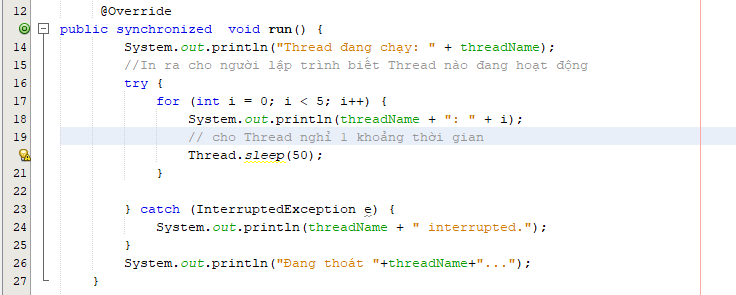 12 @Override
public synchronized  void run() {
14 System.out.println("Thread đang chạy: " + threadName);
15 //In ra cho người lập trình biết Thread nào đang hoạt động
16 try {
17 for (int i = 0; i < 5; i++) {
18 System.out.println(threadName + ": " + i);
19 // cho Thread nghỉ 1 khoảng thời gian
Thread.sleep(50);
21 }
22
23 } catch (InterruptedException e) {
24 System.out.println(threadName + " interrupted.");
25 }
26 System.out.println("Đang thoát "+threadName+"...");
27 }